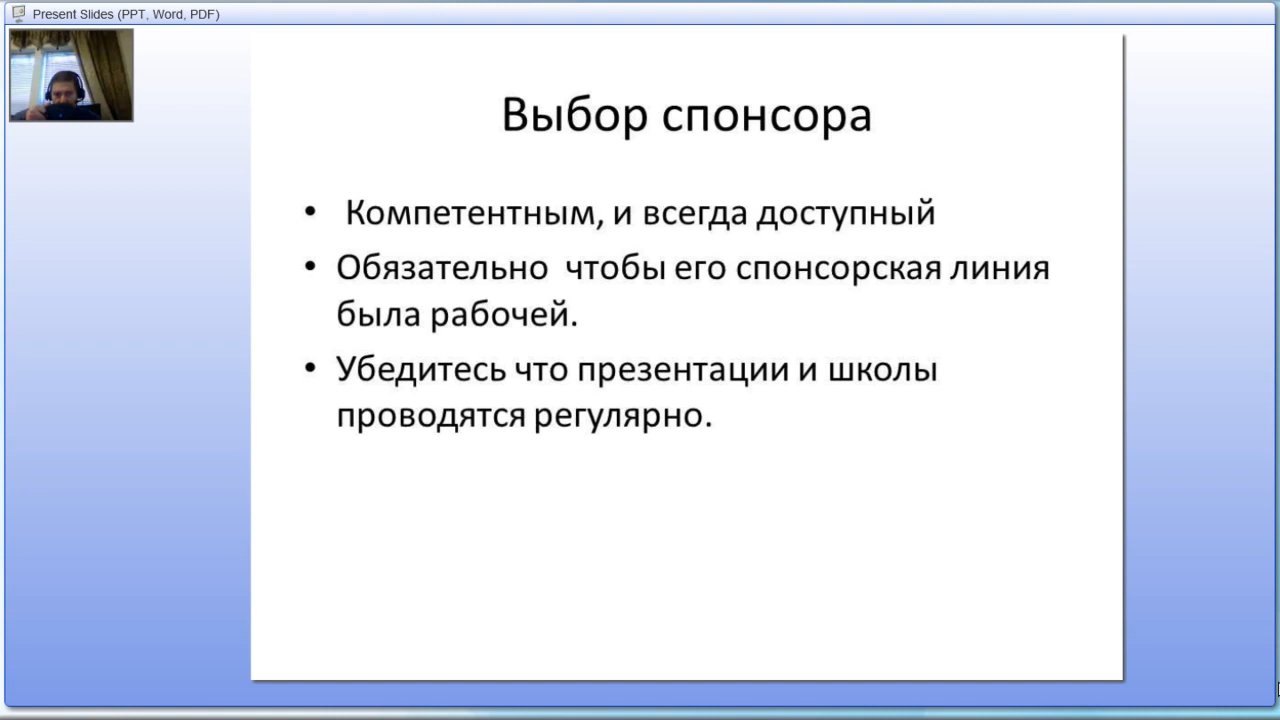 Present Slides (PPT, Word, PDF)
Выбор спонсора
• Компетентным, и всегда доступный
• Обязательно чтобы его спонсорская линия
была рабочей.
• Убедитесь что презентации и школы
проводятся регулярно.